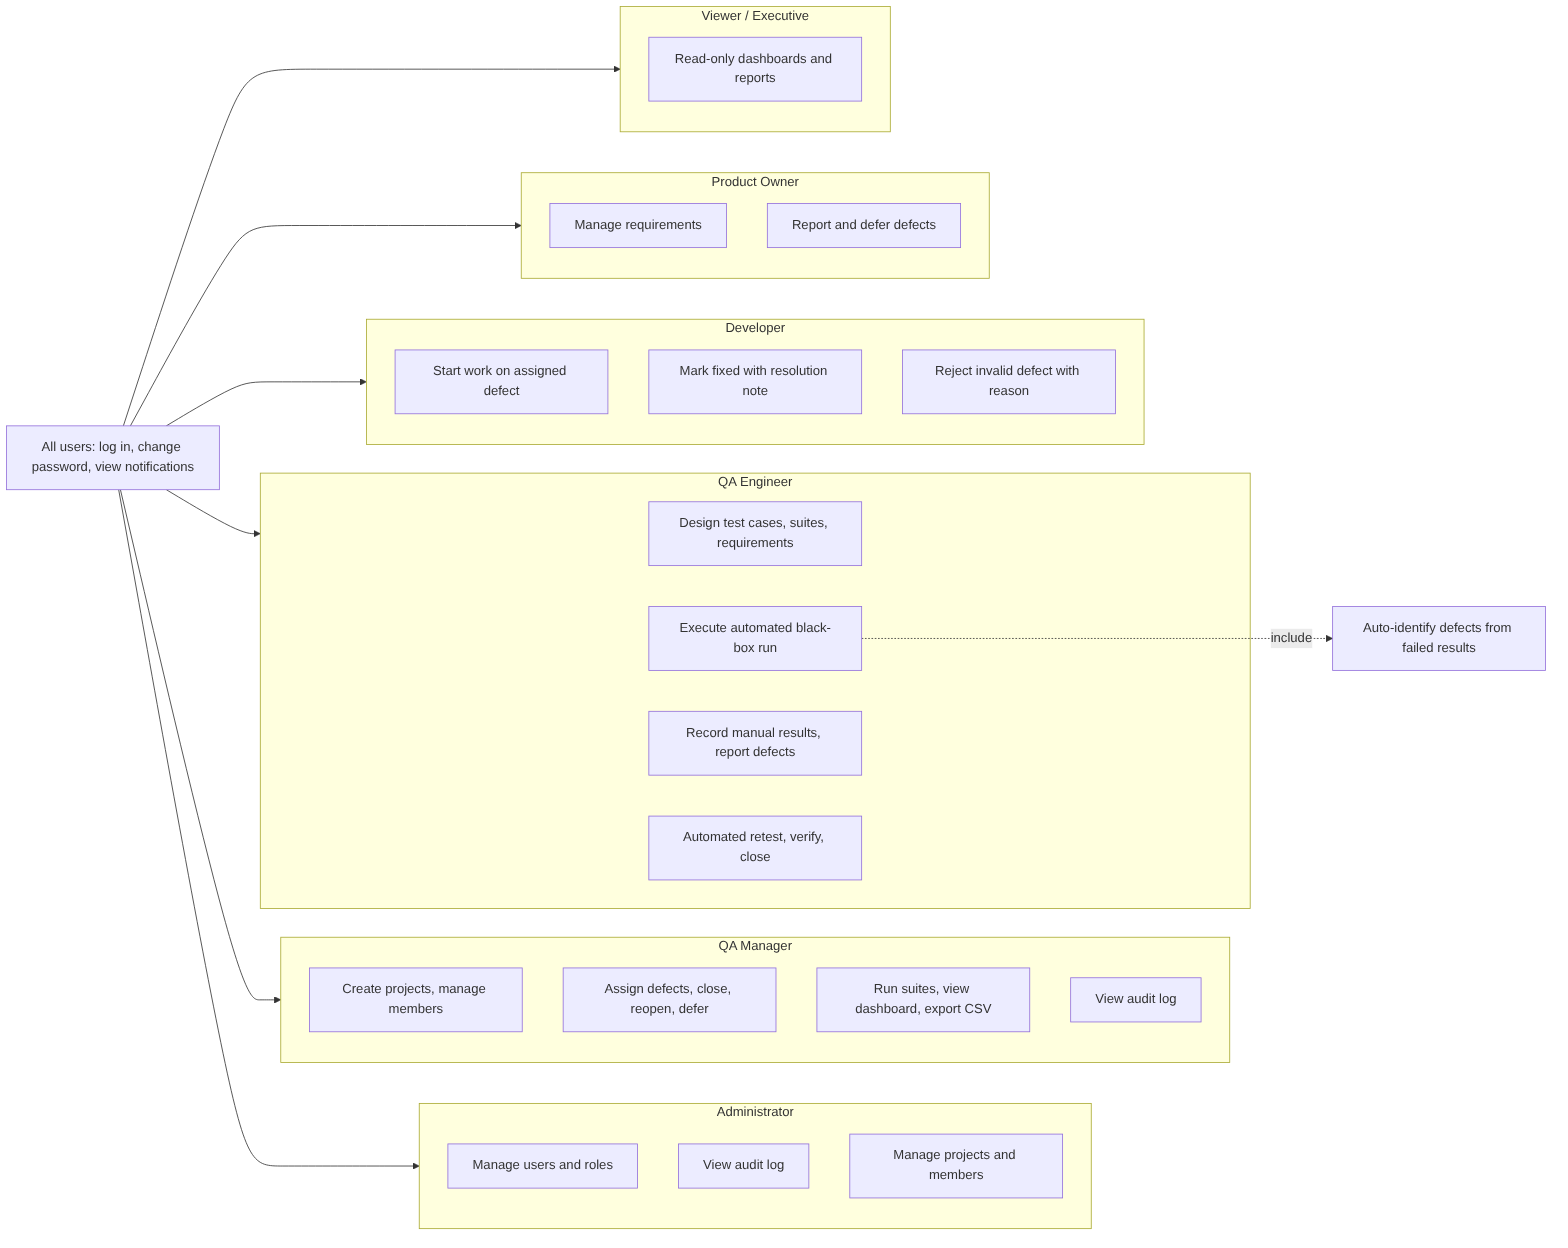 Viewer / Executive
Read-only dashboards and
reports
Product Owner
Manage requirements
Report and defer defects
Developer
Start work on assigned
defect
Mark fixed with resolution
note
Reject invalid defect with
reason
All users: log in, change
password, view notifications
QA Engineer
Design test cases, suites,
requirements
Execute automated black-
box run
include
Auto-identify defects from
failed results
Record manual results,
report defects
Automated retest, verify,
close
QA Manager
Create projects, manage
members
Assign defects, close,
reopen, defer
Run suites, view
dashboard, export CSV
View audit log
Administrator
Manage users and roles
View audit log
Manage projects and
members